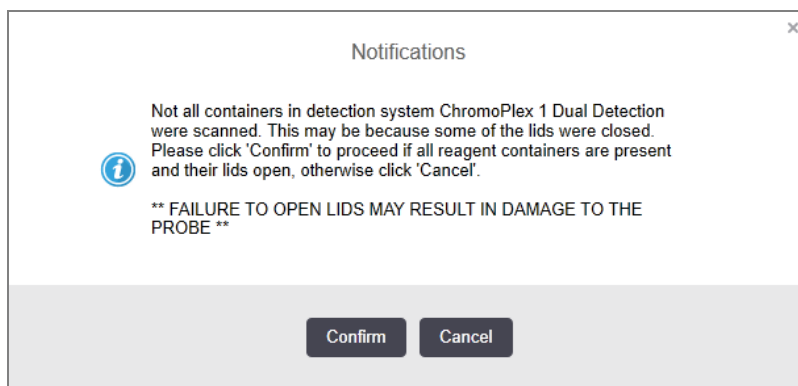 ×
Notifications
Not all containers in detection system ChromoPlex 1 Dual Detection
were scanned. This may be because some of the lids were closed.
Please click 'Confirm' to proceed if all reagent containers are present
and their lids open, otherwise click 'Cancel'.
** FAILURE TO OPEN LIDS MAY RESULT IN DAMAGE TO THE
PROBE **
Confirm
Cancel